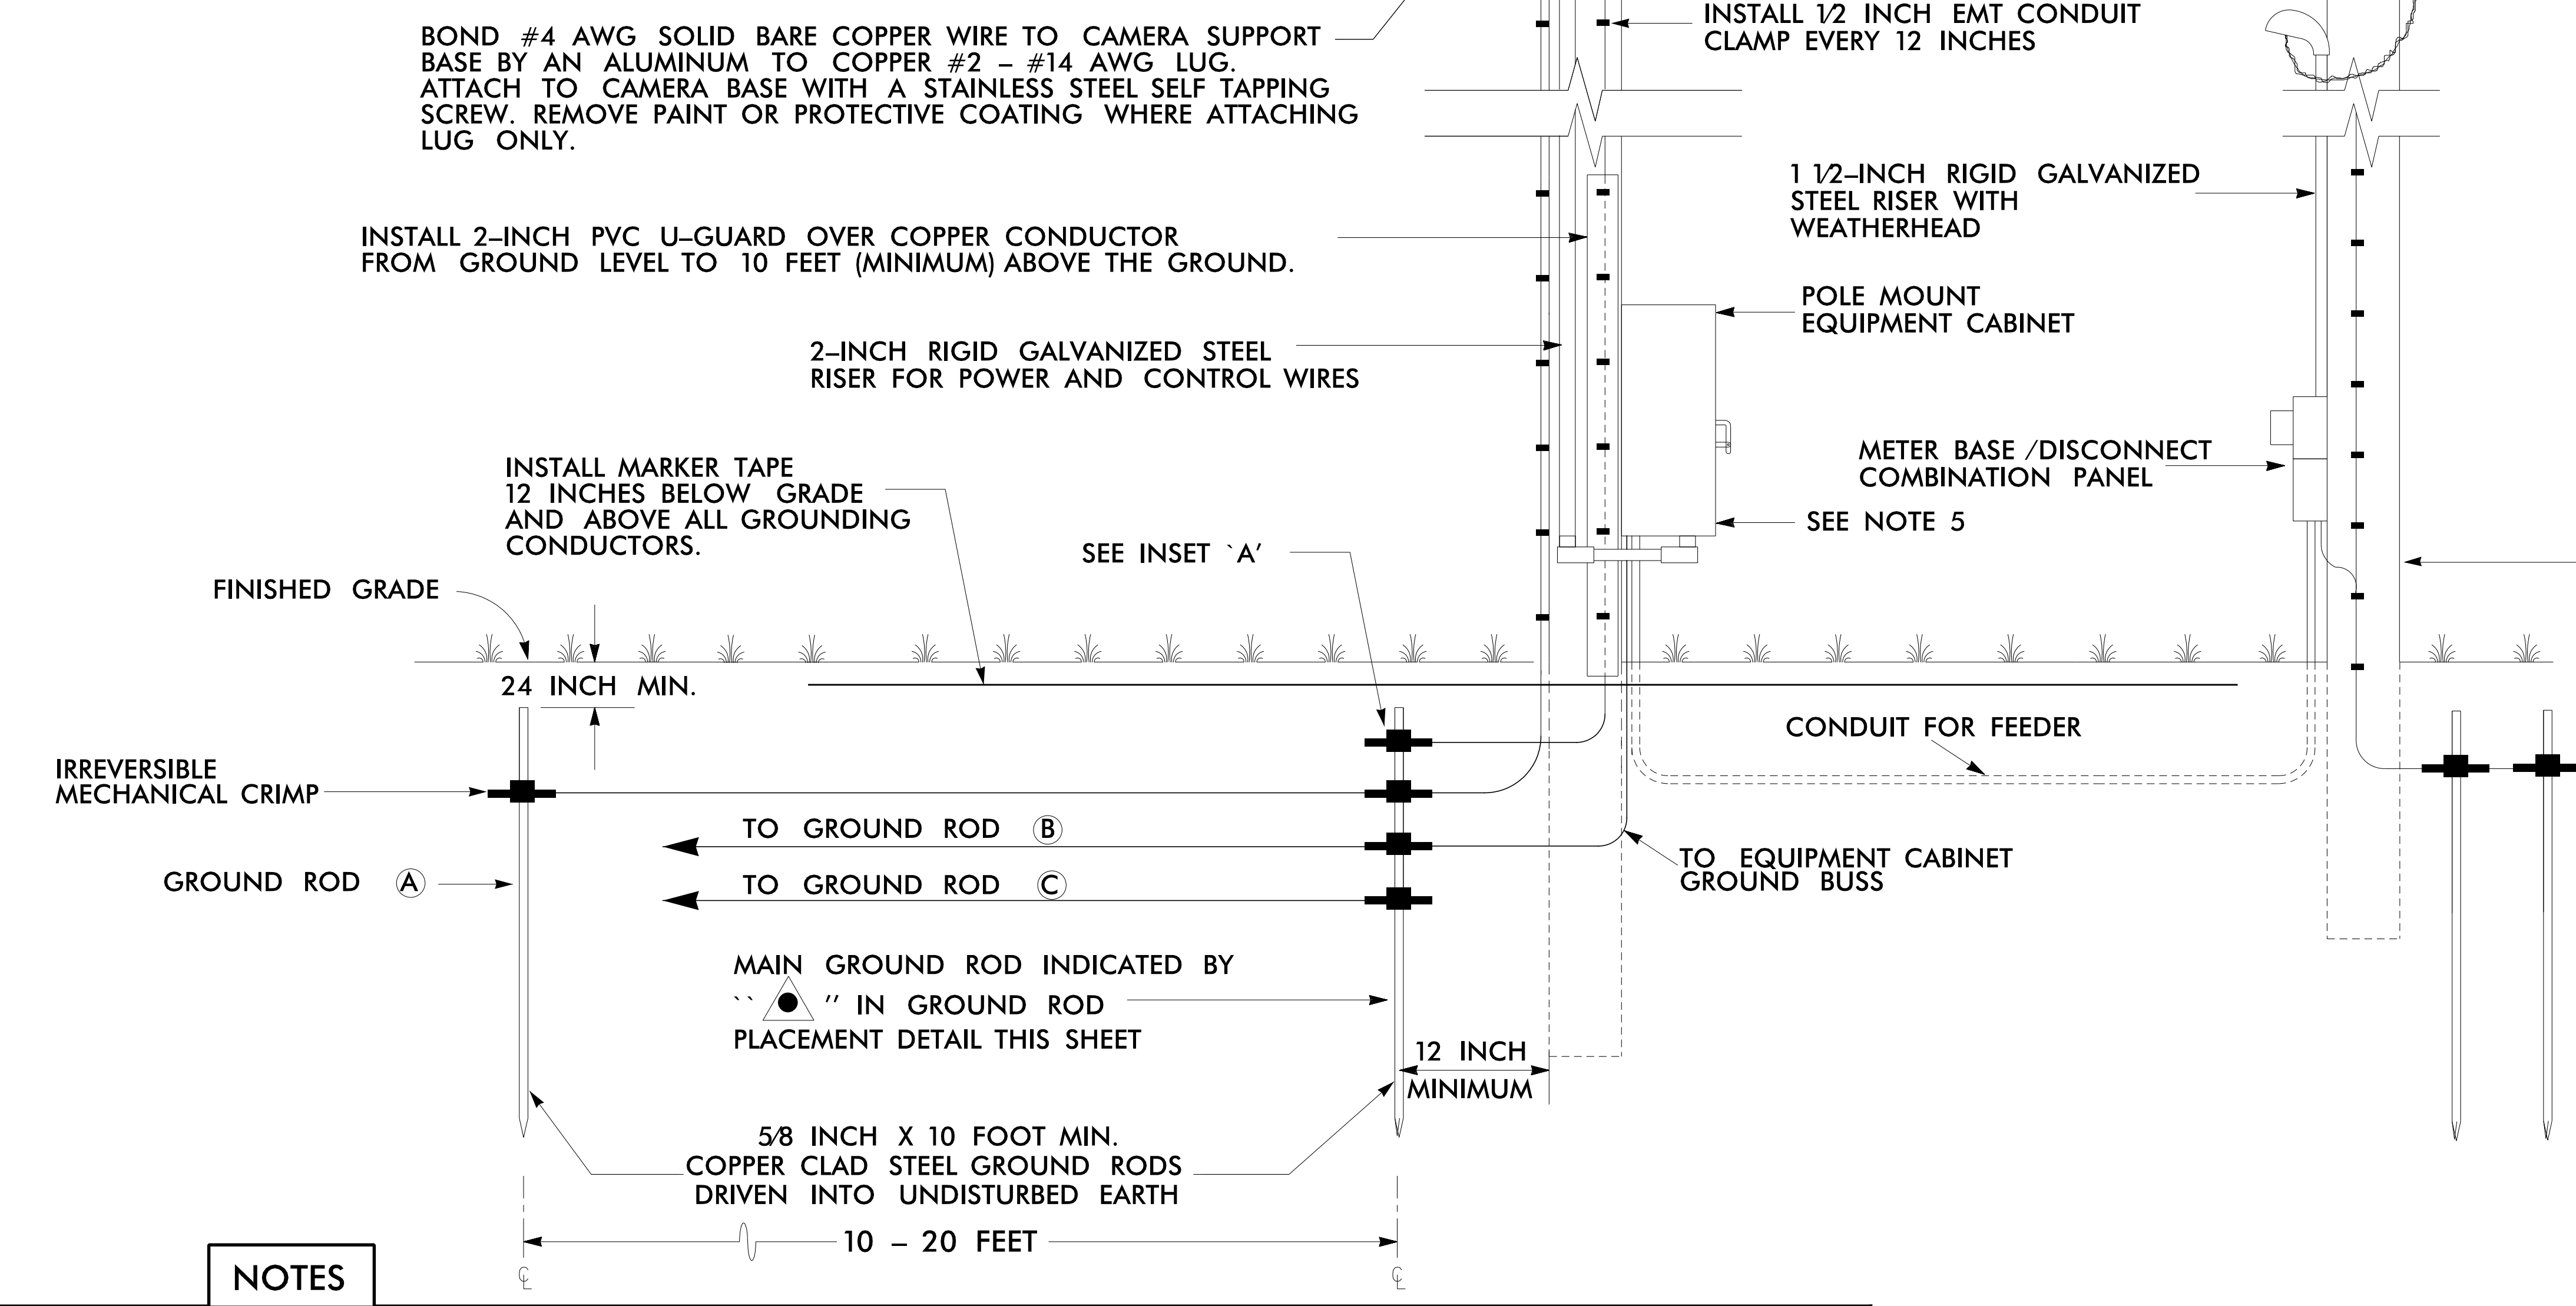 BOND #4 AWG SOLID BARE COPPER WIRE TO CAMERA SUPPORT
BASE BY AN ALUMINUM TO COPPER #2 – #14 AWG LUG.
ATTACH TO CAMERA BASE WITH A STAINLESS STEEL SELF TAPPING
SCREW. REMOVE PAINT OR PROTECTIVE COATING WHERE ATTACHING
LUG ONLY.
INSTALL 1/2 INCH EMT CONDUIT
CLAMP EVERY 12 INCHES
1 1/2–INCH RIGID GALVANIZED
STEEL RISER WITH
WEATHERHEAD
INSTALL 2–INCH PVC U–GUARD OVER COPPER CONDUCTOR
FROM GROUND LEVEL TO 10 FEET (MINIMUM) ABOVE THE GROUND.
POLE MOUNT
EQUIPMENT CABINET
2–INCH RIGID GALVANIZED STEEL
RISER FOR POWER AND CONTROL WIRES
METER BASE /DISCONNECT
COMBINATION PANEL
INSTALL MARKER TAPE
12 INCHES BELOW GRADE
AND ABOVE ALL GROUNDING
CONDUCTORS.
SEE NOTE 5
SEE INSET `A'
FINISHED GRADE
24 INCH MIN.
CONDUIT FOR FEEDER
IRREVERSIBLE
MECHANICAL CRIMP
TO GROUND ROD B
TO EQUIPMENT CABINET
GROUND BUSS
GROUND ROD A
TO GROUND ROD C
MAIN GROUND ROD INDICATED BY
`` '' IN GROUND ROD
PLACEMENT DETAIL THIS SHEET
12 INCH
MINIMUM
5/8 INCH X 10 FOOT MIN.
COPPER CLAD STEEL GROUND RODS
DRIVEN INTO UNDISTURBED EARTH
10 – 20 FEET
℄ ℄
NOTES